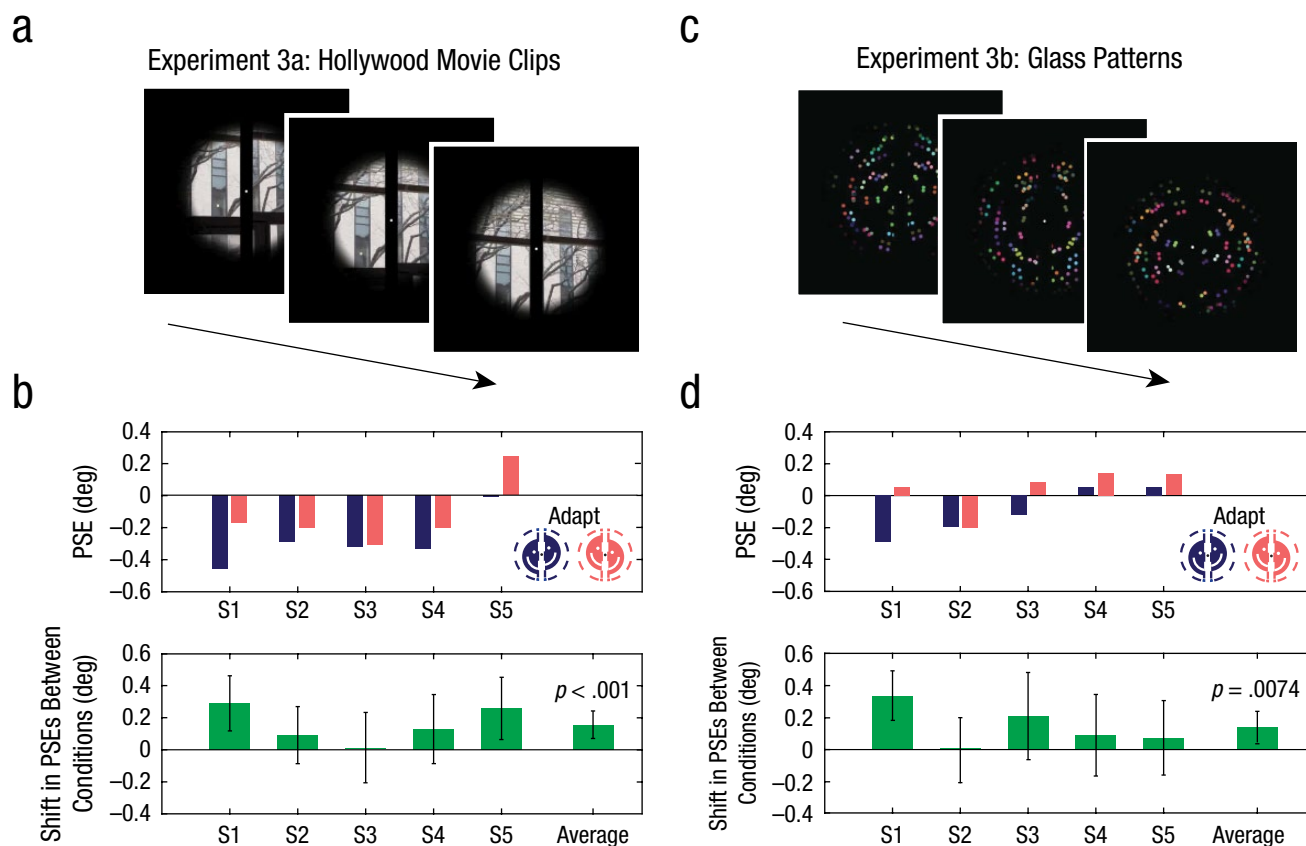 a
Experiment 3a: Hollywood Movie Clips
b
PSE (deg)
0.4
0.2
0
–0.2
–0.4
–0.6
Adapt
S1 S2 S3 S4 S5
Shift in PSEs Between
Conditions (deg)
0.6
0.4
0.2
0
–0.2
–0.4
p < .001
S1 S2 S3 S4 S5 Average
c
Experiment 3b: Glass Patterns
d
PSE (deg)
0.4
0.2
0
–0.2
–0.4
–0.6
Adapt
S1 S2 S3 S4 S5
Shift in PSEs Between
Conditions (deg)
0.6
0.4
0.2
0
–0.2
–0.4
p = .0074
S1 S2 S3 S4 S5 Average